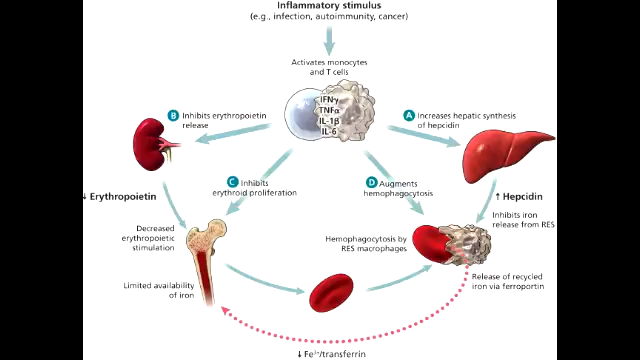 Inflammatory stimulus
(e.g., infection, autoimmunity, cancer)
Activates monocytes
and T cells
IFNγ
TNFα
IL-1β
IL-6
B Inhibits erythropoietin
release
A Increases hepatic synthesis
of hepcidin
↓ Erythropoietin
C Inhibits
erythroid proliferation
D Augments
hemophagocytosis
↑ Hepcidin
Inhibits iron
release from RES
Decreased
erythropoietic
stimulation
Hemophagocytosis by
RES macrophages
Limited availability
of iron
Release of recycled
iron via ferroportin
↓ Fe²⁺/transferrin